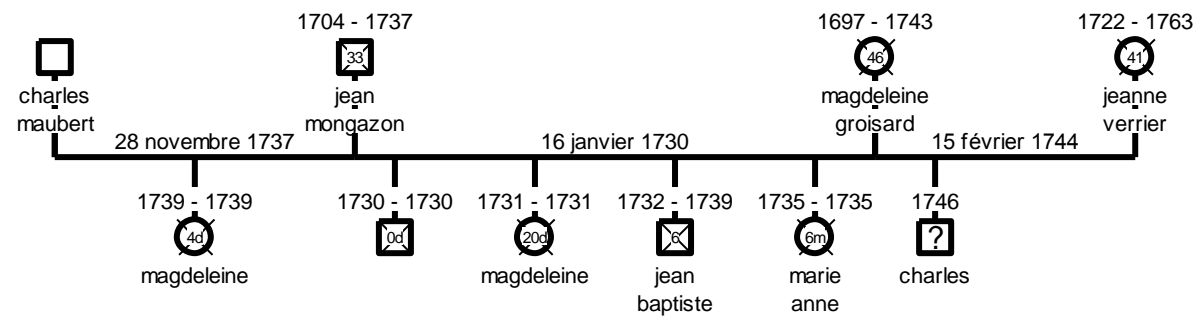 1704 - 1737 1697 - 1743 1722 - 1763
33 46 41
charles jean magdeleine jeanne
maubert mongazon groisard verrier
28 novembre 1737 16 janvier 1730 15 février 1744
1739 - 1739 1730 - 1730 1731 - 1731 1732 - 1739 1735 - 1735 1746
4d 0d 20d 6 6m ?
magdeleine magdeleine jean marie charles
baptiste anne